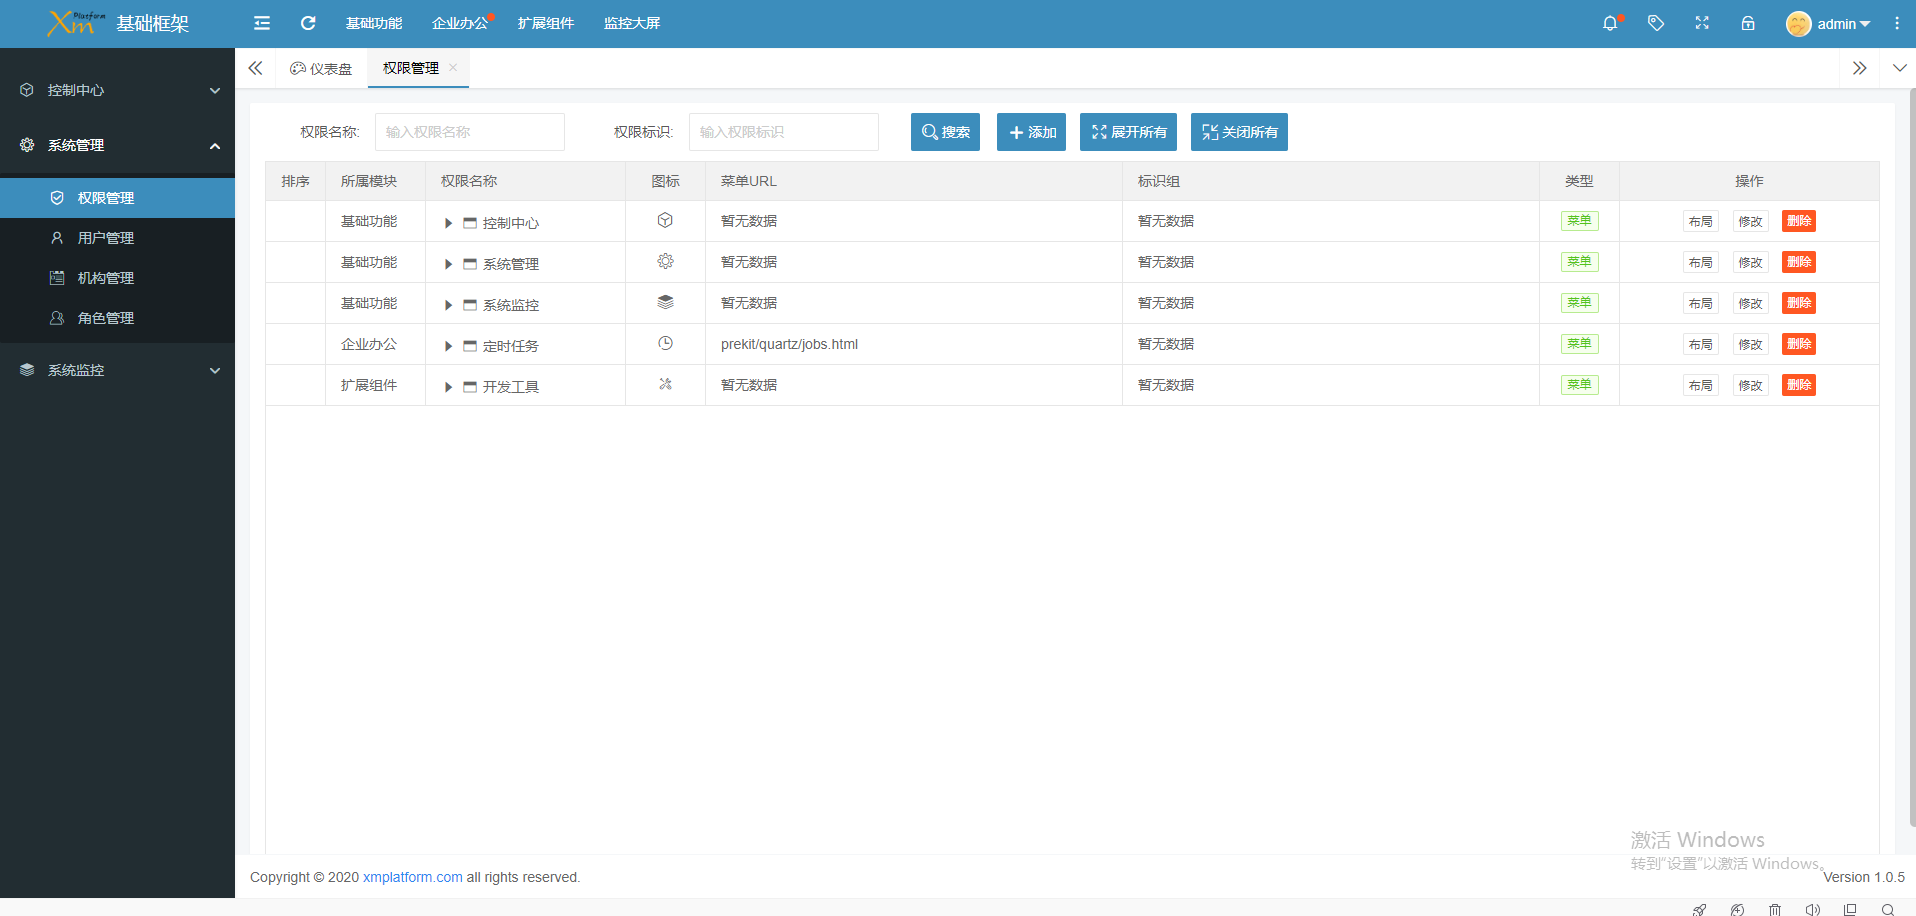 Xm Platform 基础框架 基础功能 企业办公 扩展组件 监控大屏 admin
仪表盘 权限管理
控制中心
系统管理
权限管理
用户管理
机构管理
角色管理
系统监控
权限名称: 输入权限名称 权限标识: 输入权限标识 搜索 添加 展开所有 关闭所有
排序 所属模块 权限名称 图标 菜单URL 标识组 类型 操作
基础功能 控制中心 暂无数据 暂无数据 菜单 布局 修改 删除
基础功能 系统管理 暂无数据 暂无数据 菜单 布局 修改 删除
基础功能 系统监控 暂无数据 暂无数据 菜单 布局 修改 删除
企业办公 定时任务 prekit/quartz/jobs.html 暂无数据 菜单 布局 修改 删除
扩展组件 开发工具 暂无数据 暂无数据 菜单 布局 修改 删除
激活 Windows
转到“设置”以激活 Windows。
Copyright © 2020 xmplatform.com all rights reserved. Version 1.0.5